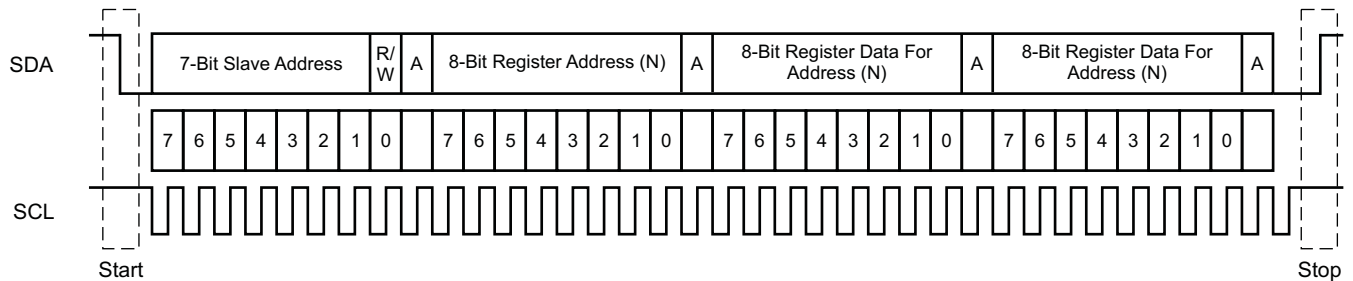 SDA
7-Bit Slave Address
R/
W
A
8-Bit Register Address (N)
A
8-Bit Register Data For
Address (N)
A
8-Bit Register Data For
Address (N)
A
7 6 5 4 3 2 1 0 7 6 5 4 3 2 1 0 7 6 5 4 3 2 1 0 7 6 5 4 3 2 1 0
SCL
Start
Stop